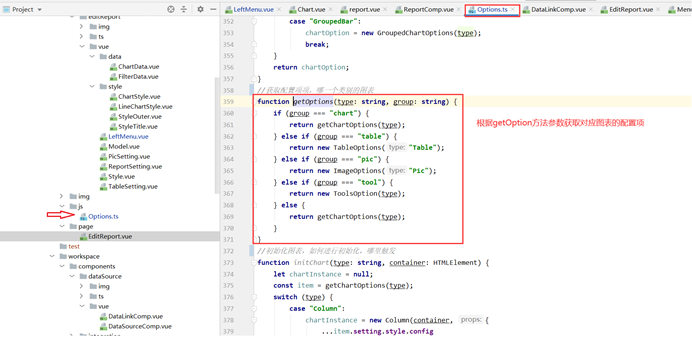 Project
LeftMenu.vue
Chart.vue
report.vue
ReportComp.vue
Options.ts
DataLinkComp.vue
EditReport.vue
editReport
img
ts
vue
data
ChartData.vue
FilterData.vue
style
ChartStyle.vue
LineChartStyle.vue
StyleOuter.vue
StyleTitle.vue
LeftMenu.vue
Model.vue
PicSetting.vue
ReportSetting.vue
Style.vue
TableSetting.vue
img
js
Options.ts
page
EditReport.vue
test
workspace
components
dataSource
img
ts
vue
DataLinkComp.vue
DataSourceComp.vue
352 case "GroupedBar":
353 chartOption = new GroupedChartOptions(type);
354 break;
355 }
356 return chartOption;
357 }
358 //获取配置项项，哪一个类别的图表
359 function getOptions(type: string, group: string) {
360 if (group === "chart") {
361 return getChartOptions(type);
362 } else if (group === "table") {
363 return new TableOptions( type: "Table");
364 } else if (group === "pic") {
365 return new ImageOptions( type: "Pic");
366 } else if (group === "tool") {
367 return new ToolsOption(type);
368 } else {
369 return getChartOptions(type);
370 }
371 }
372 //初始化图表，如何进行初始化，哪里触发
373 function initChart(type: string, container: HTMLElement) {
374 let chartInstance = null;
375 const item = getChartOptions(type);
376 switch (type) {
377 case "Column":
378 chartInstance = new Column(container, props: {
379 ...item.setting.style.config
根据getOption方法参数获取对应图表的配置项